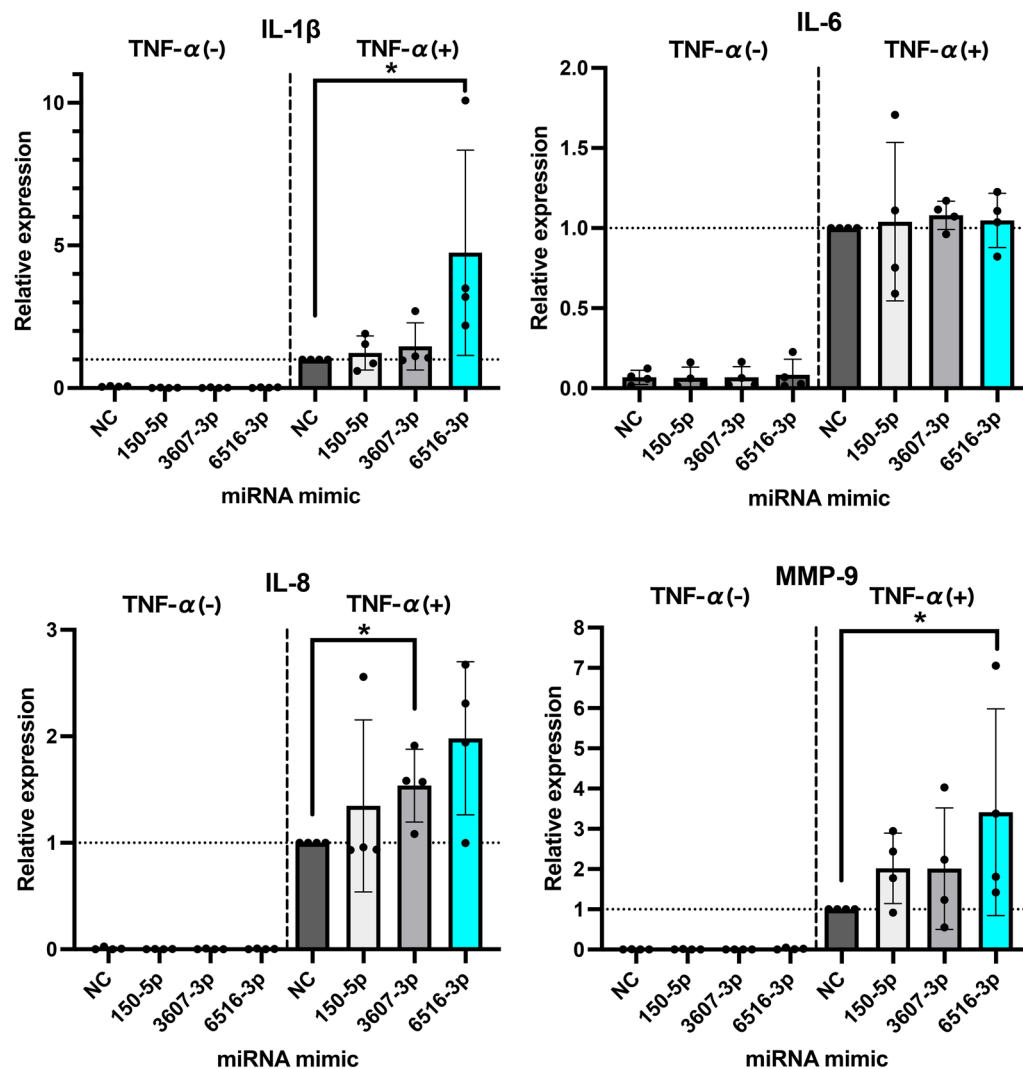 IL-1β
TNF-α(-) TNF-α(+)
*
Relative expression
10
5
1
0
NC 150-5p 3607-3p 6516-3p NC 150-5p 3607-3p 6516-3p
miRNA mimic
IL-6
TNF-α(-) TNF-α(+)
Relative expression
2.0
1.5
1.0
0.5
0.0
NC 150-5p 3607-3p 6516-3p NC 150-5p 3607-3p 6516-3p
miRNA mimic
IL-8
TNF-α(-) TNF-α(+)
*
Relative expression
3
2
1
0
NC 150-5p 3607-3p 6516-3p NC 150-5p 3607-3p 6516-3p
miRNA mimic
MMP-9
TNF-α(-) TNF-α(+)
*
Relative expression
8
7
6
5
4
3
2
1
0
NC 150-5p 3607-3p 6516-3p NC 150-5p 3607-3p 6516-3p
miRNA mimic